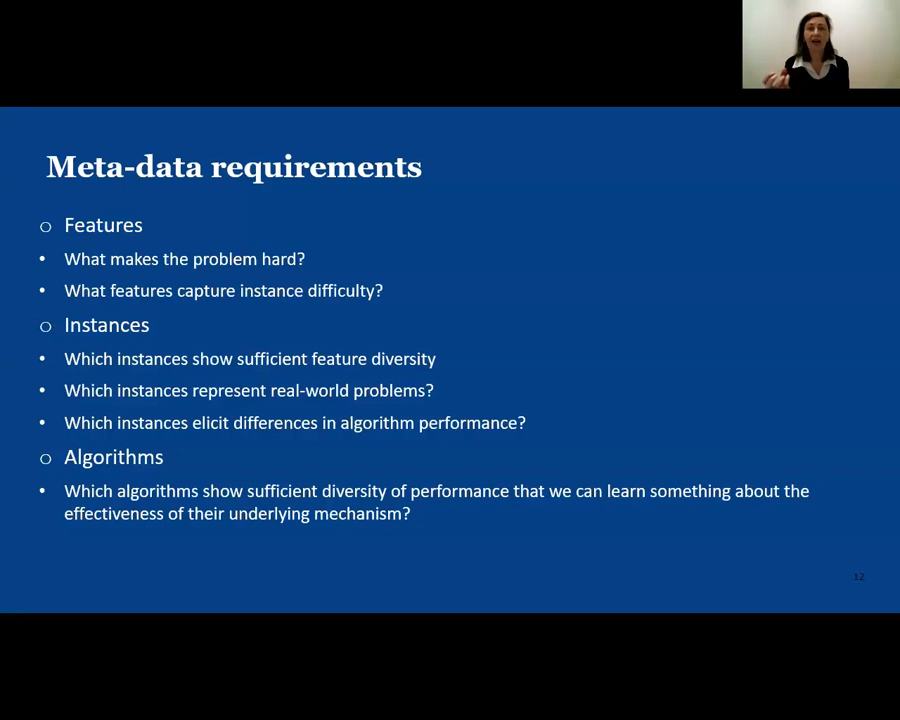 Meta-data requirements
o Features
• What makes the problem hard?
• What features capture instance difficulty?
o Instances
• Which instances show sufficient feature diversity
• Which instances represent real-world problems?
• Which instances elicit differences in algorithm performance?
o Algorithms
• Which algorithms show sufficient diversity of performance that we can learn something about the
effectiveness of their underlying mechanism?
12